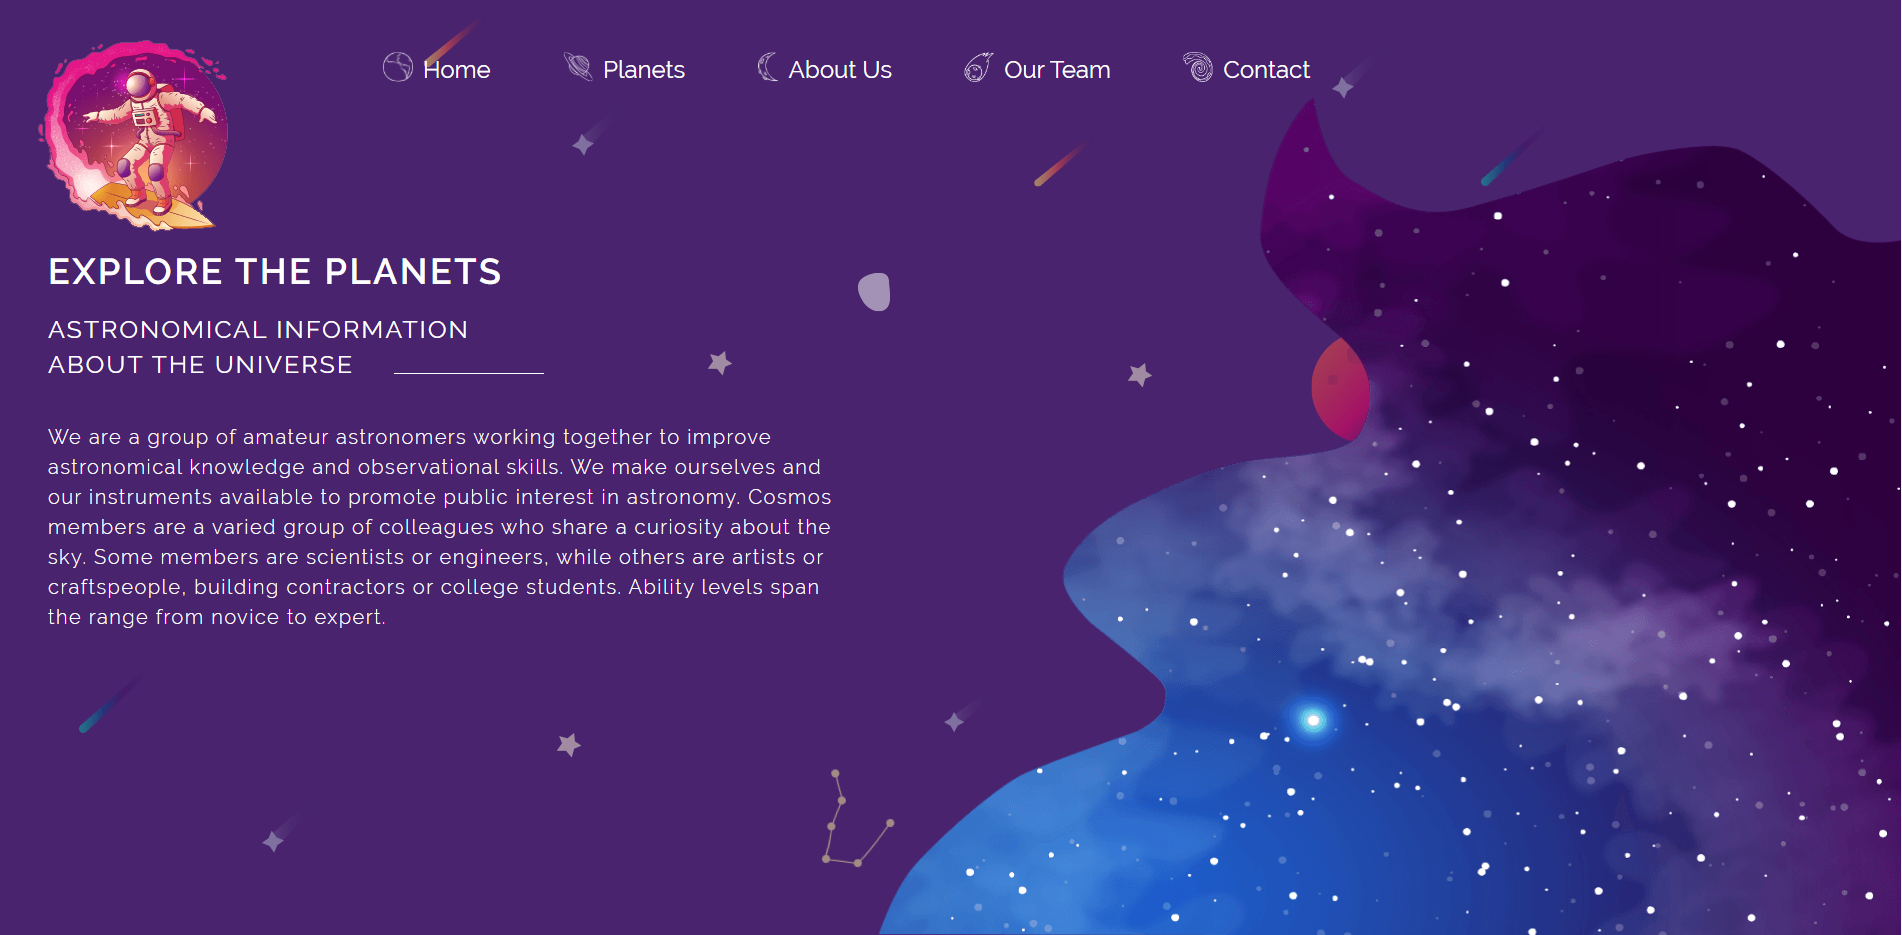 Home
Planets
About Us
Our Team
Contact
EXPLORE THE PLANETS
ASTRONOMICAL INFORMATION
ABOUT THE UNIVERSE
We are a group of amateur astronomers working together to improve
astronomical knowledge and observational skills. We make ourselves and
our instruments available to promote public interest in astronomy. Cosmos
members are a varied group of colleagues who share a curiosity about the
sky. Some members are scientists or engineers, while others are artists or
craftspeople, building contractors or college students. Ability levels span
the range from novice to expert.